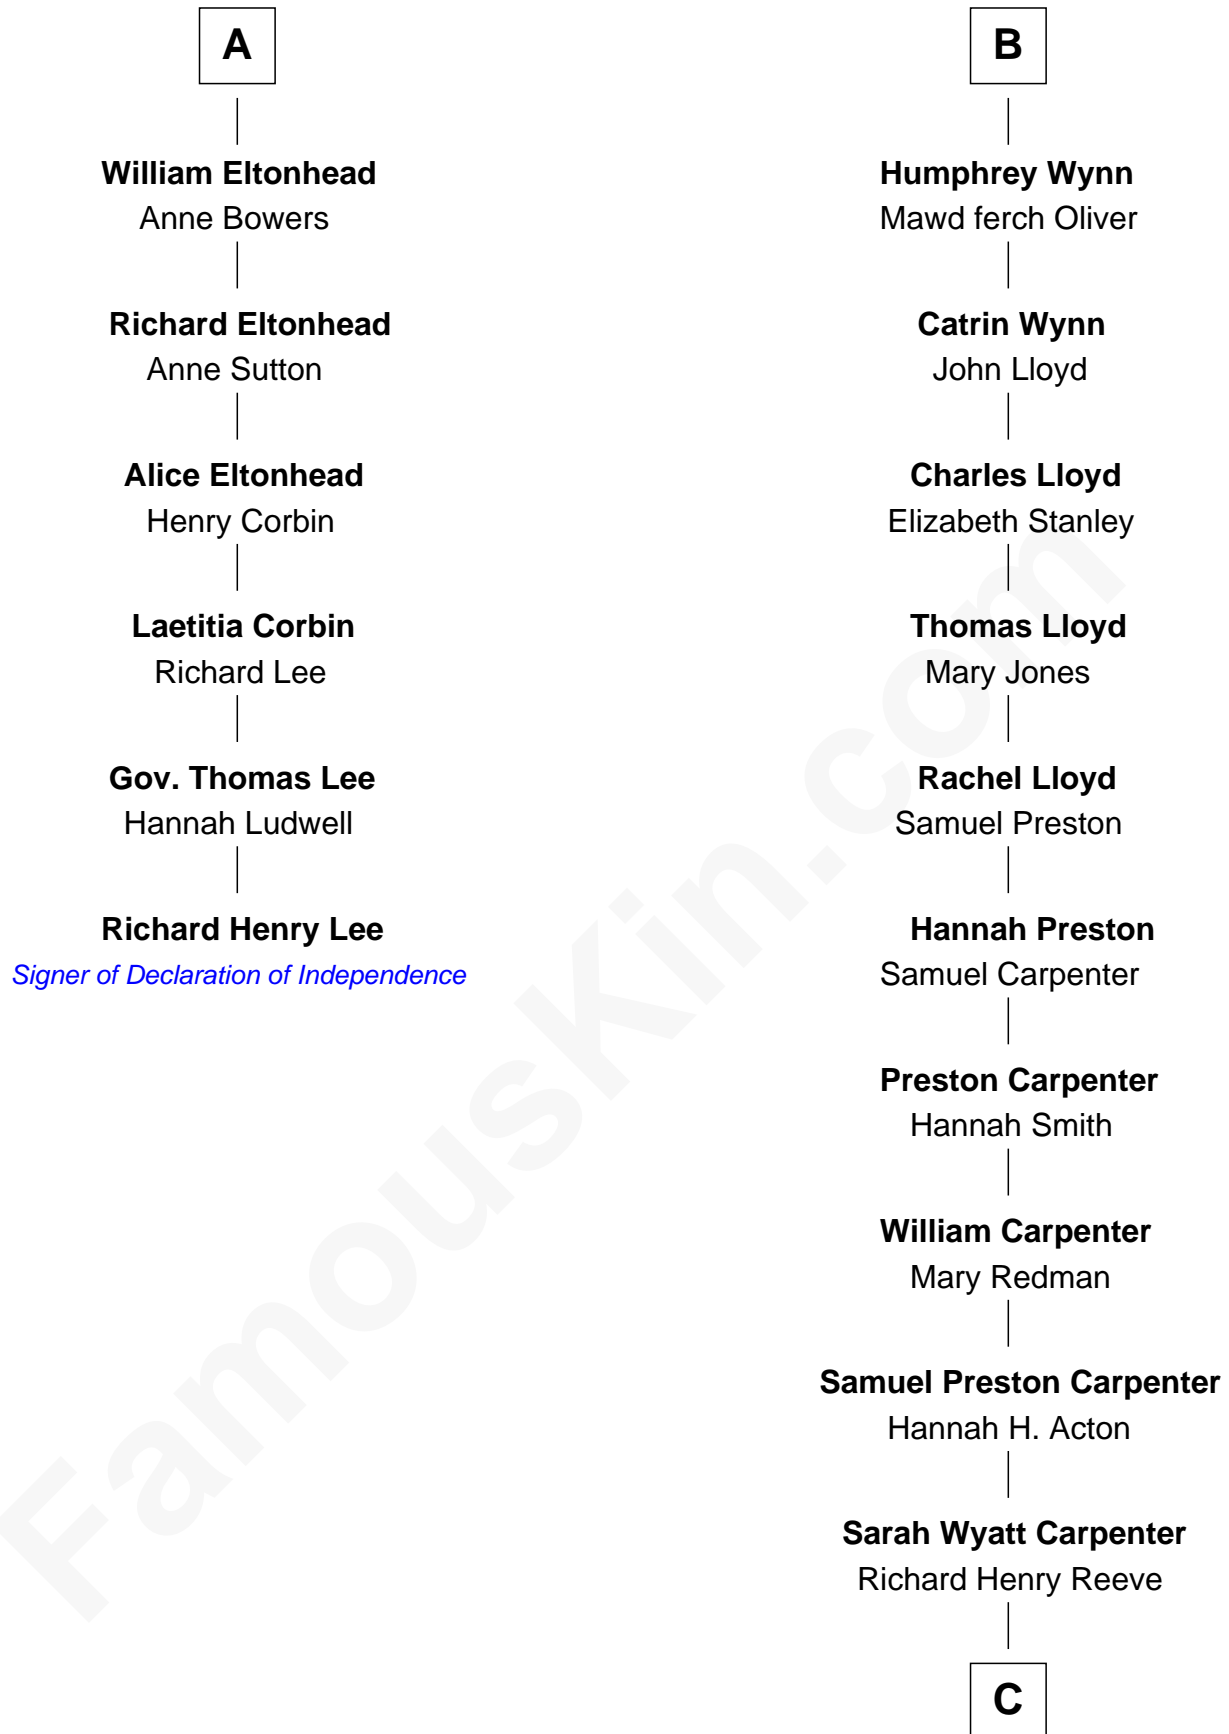 A
William Eltonhead
Anne Bowers
Richard Eltonhead
Anne Sutton
Alice Eltonhead
Henry Corbin
Laetitia Corbin
Richard Lee
Gov. Thomas Lee
Hannah Ludwell
Richard Henry Lee
Signer of Declaration of Independence
B
Humphrey Wynn
Mawd ferch Oliver
Catrin Wynn
John Lloyd
Charles Lloyd
Elizabeth Stanley
Thomas Lloyd
Mary Jones
Rachel Lloyd
Samuel Preston
Hannah Preston
Samuel Carpenter
Preston Carpenter
Hannah Smith
William Carpenter
Mary Redman
Samuel Preston Carpenter
Hannah H. Acton
Sarah Wyatt Carpenter
Richard Henry Reeve
C
FamousKin.com